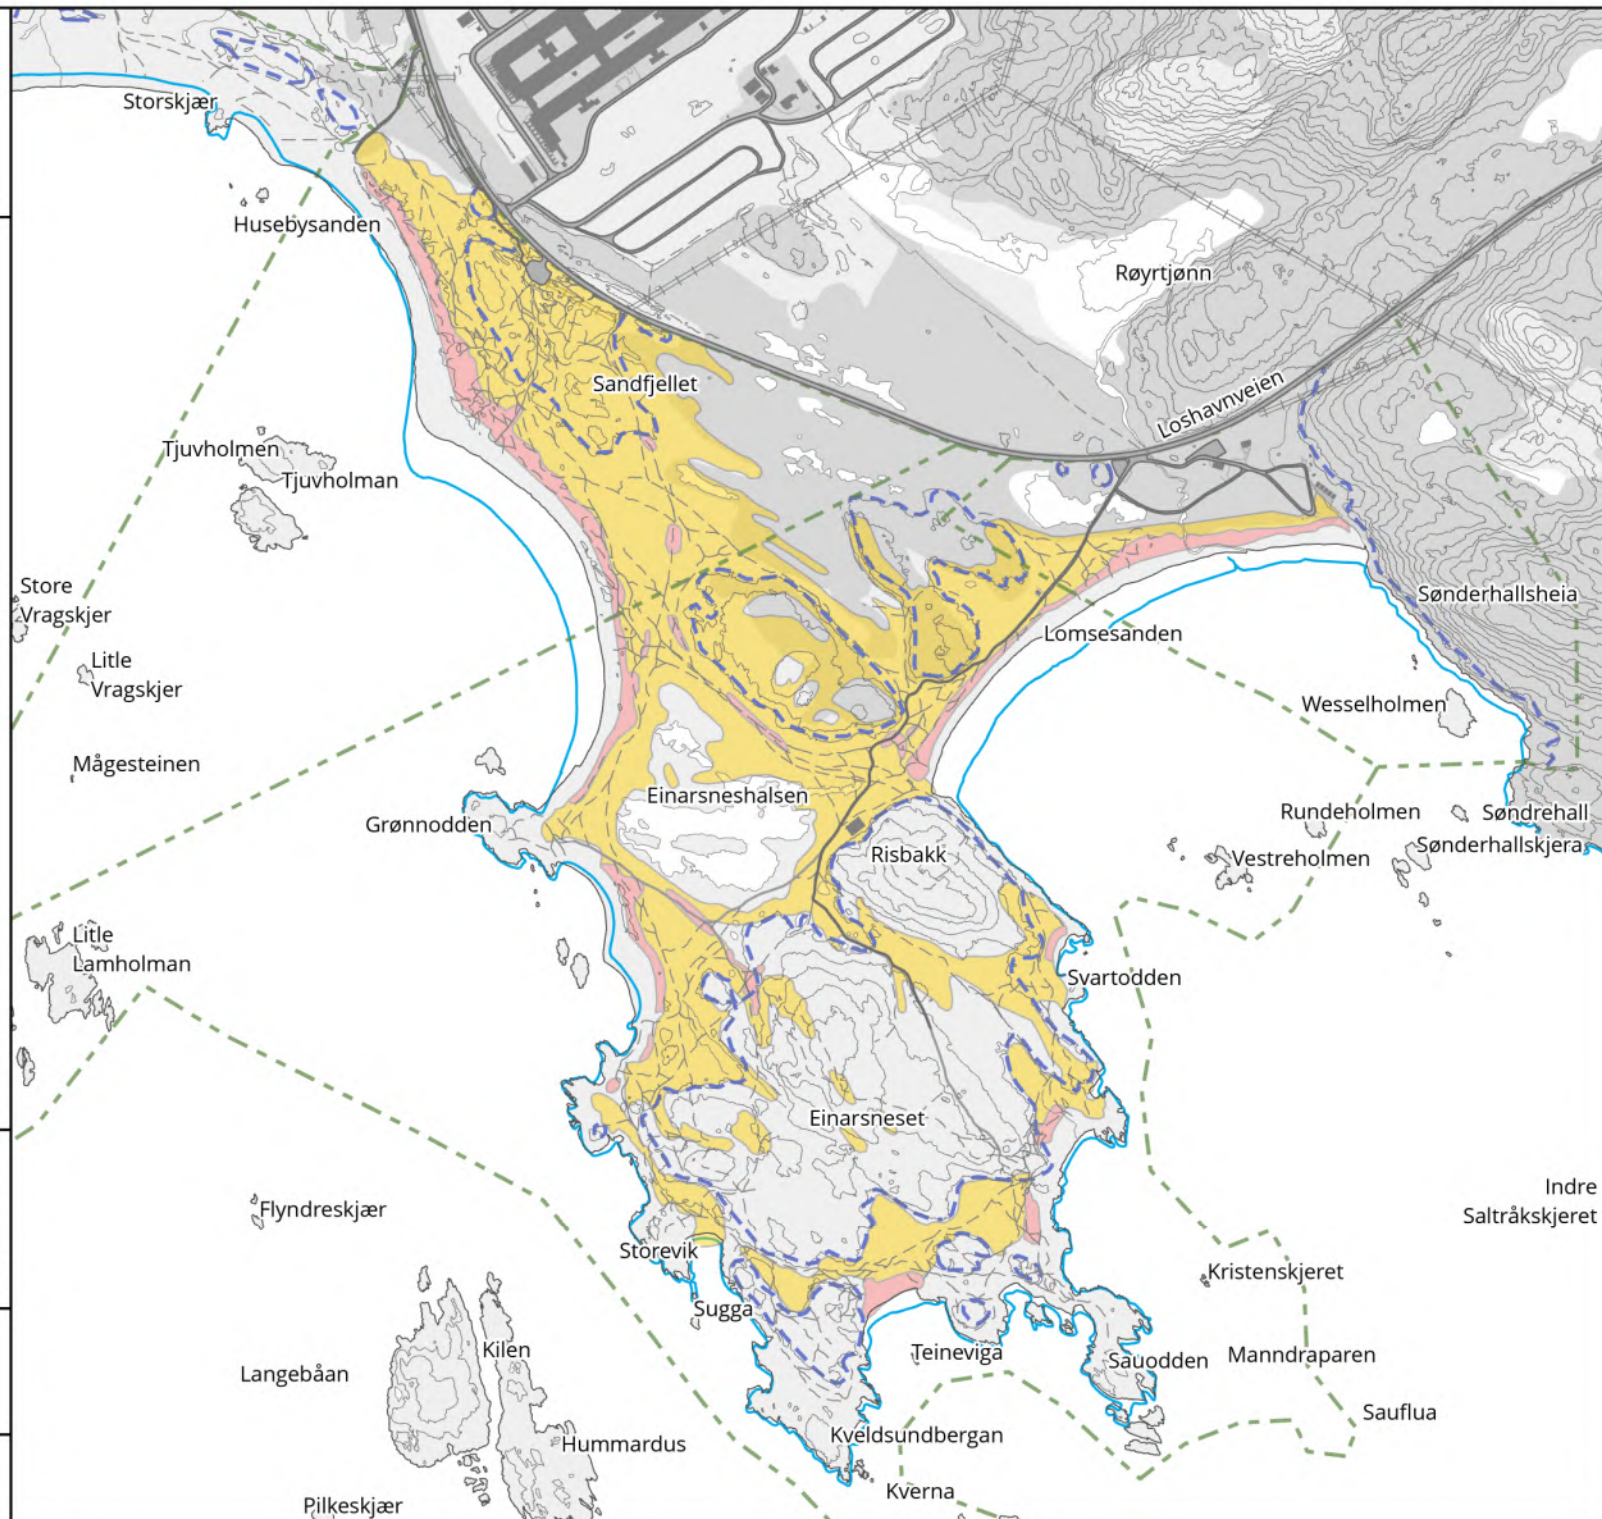 Storskjær
Husebysanden
Røyrtjønn
Sandfjellet
Loshavnveien
Tjuvholmen
Tjuvholman
Store
Vragskjer
Sønderhallsheia
Lomsesanden
Litle
Vragskjer
Wesselholmen
Mågesteinen
Einarsneshalsen
Grønnodden
Rundeholmen
Søndrehall
Sønderhallskjera
Risbakk
Vestreholmen
Litle
Lamholman
Svartodden
Einarsneset
Indre
Saltråkskjeret
Flyndreskjær
Storevik
Kristenskjeret
Sugga
Kilen
Teineviga
Langebåan
Sauodden
Manndraparen
Sauflua
Kveldsundbergan
Hummardus
Kverna
Pilkeskjær